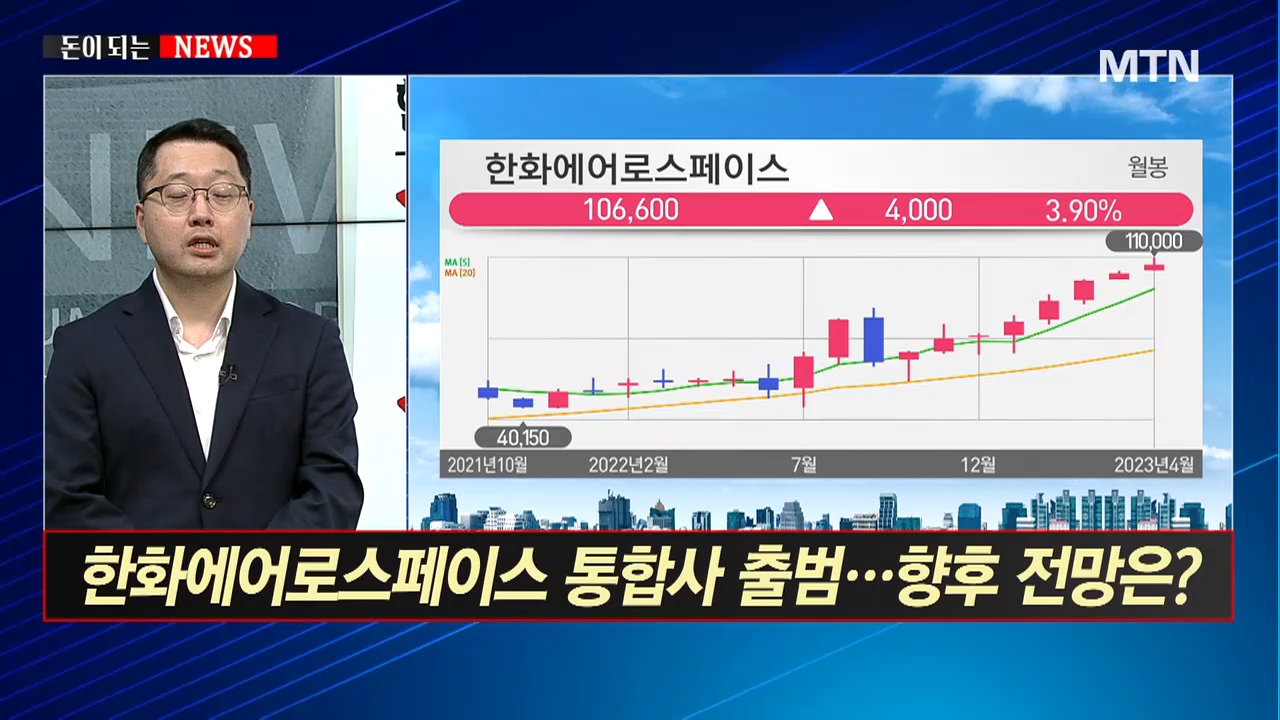 돈이 되는 NEWS
MTN
한화에어로스페이스
월봉
106,600 ▲ 4,000 3.90%
110,000
MA [5]
MA [20]
40,150
2021년10월 2022년2월 7월 12월 2023년4월
한화에어로스페이스 통합사 출범…향후 전망은?